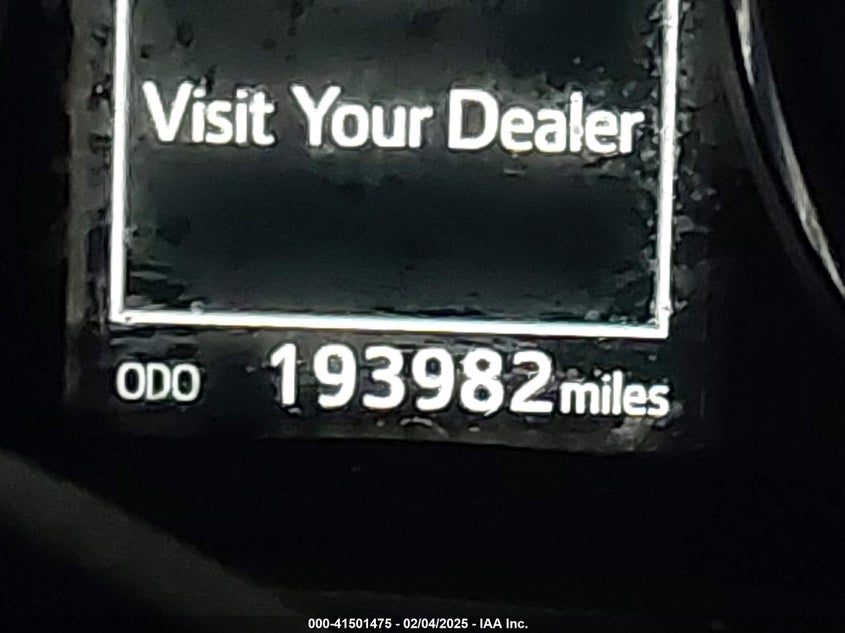 Visit Your Dealer
ODO 193982 miles
000-41501475 - 02/04/2025 - IAA Inc.